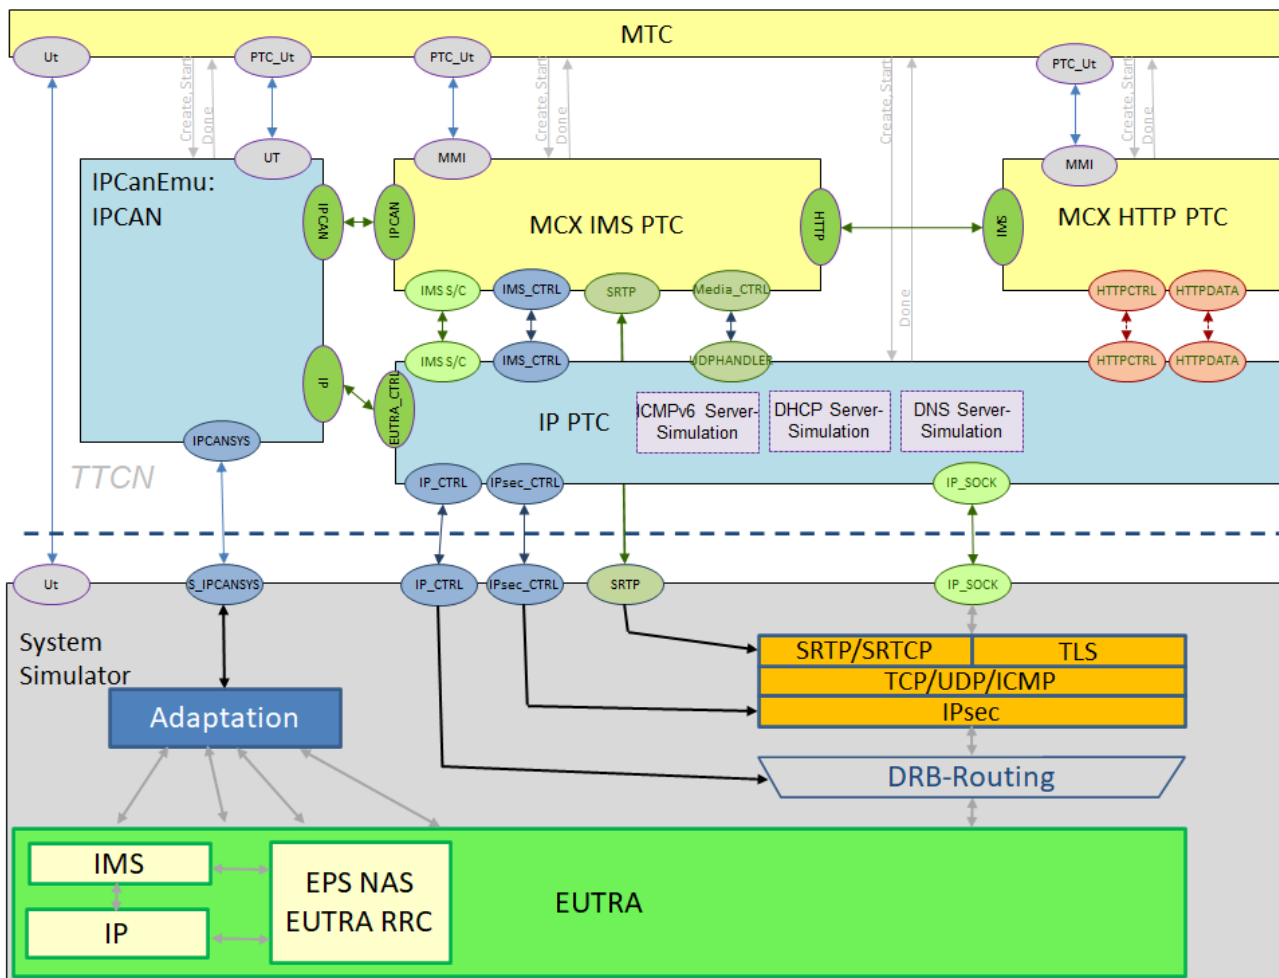 MTC
Ut
PTC_Ut
PTC_Ut
PTC_Ut
Create,Start
Done
Create,Start
Done
Create,Start
Done
Create,Start
Done
UT
MMI
MMI
IPCanEmu:
IPCAN
IPCAN
IPCAN
MCX IMS PTC
HTTP
SMI
MCX HTTP PTC
IMS S/C
IMS_CTRL
SRTP
Media_CTRL
HTTPCTRL
HTTPDATA
IMS S/C
IMS_CTRL
UDPHANDLER
HTTPCTRL
HTTPDATA
IP
EUTRA_CTRL
IP PTC
ICMPv6 Server-
Simulation
DHCP Server-
Simulation
DNS Server-
Simulation
IPCANSYS
TTCN
IP_CTRL
IPsec_CTRL
IP_SOCK
Ut
S_IPCANSYS
IP_CTRL
IPsec_CTRL
SRTP
IP_SOCK
System
Simulator
SRTP/SRTCP
TLS
TCP/UDP/ICMP
IPsec
Adaptation
DRB-Routing
IMS
IP
EPS NAS
EUTRA RRC
EUTRA